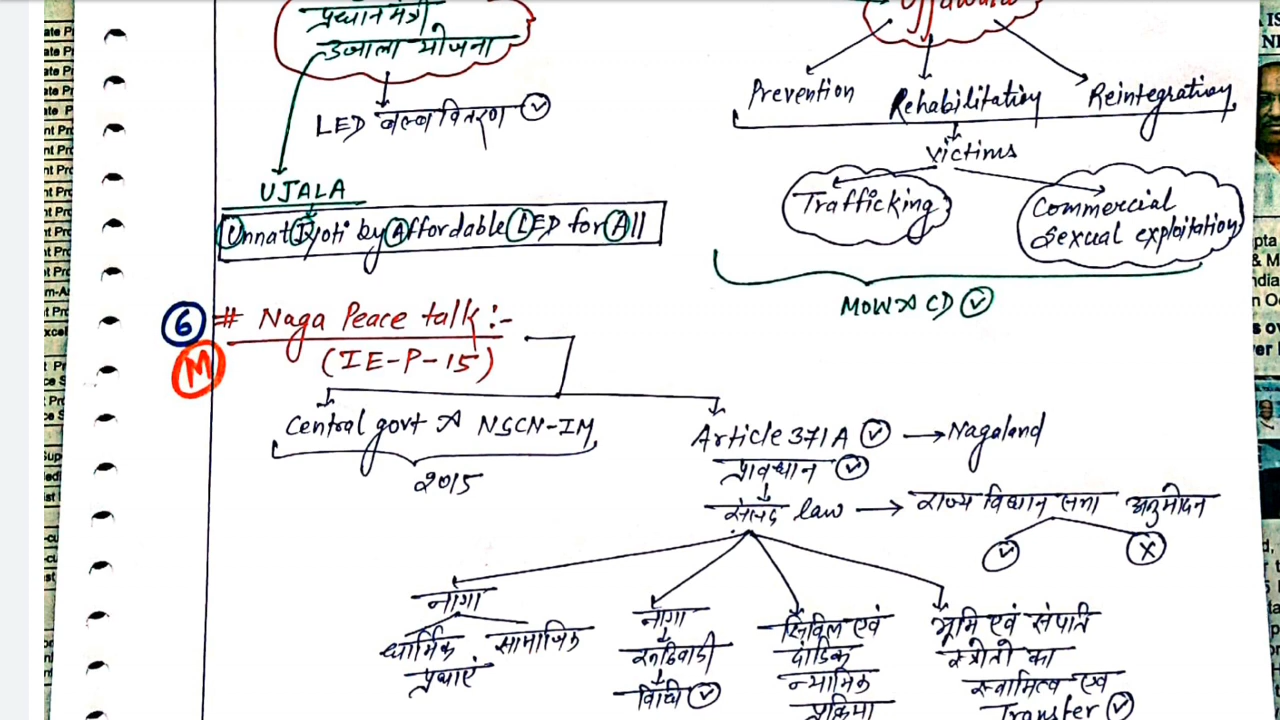 प्रधान मंत्री
उजाला योजना
LED बल्ब वितरण
UJALA
Unnat Jyoti by Affordable LED for All
Prevention
Rehabilitation
Reintegration
Victims
Trafficking
Commercial
Sexual exploitation
MOW & CD
6 # Naga Peace talk :-
M (IE-P-15)
Central govt & NSCN-IM
2015
Article 371A → Nagaland
प्रावधान
संसद law → राज्य विधान सभा अनुमोदन
नागा
धार्मिक सामाजिक
प्रथाएं
नागा
रूढिवादी
विधि
सिविल एवं
दांडिक
न्यायिक
प्रक्रिया
भूमि एवं संपत्ति
स्त्रोतो का
स्वामित्व एवं
Transfer